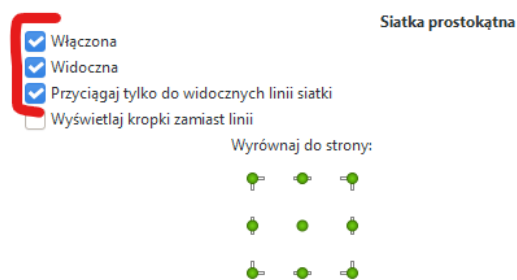 Siatka prostokątna
Włączona
Widoczna
Przyciągaj tylko do widocznych linii siatki
Wyświetlaj kropki zamiast linii
Wyrównaj do strony: